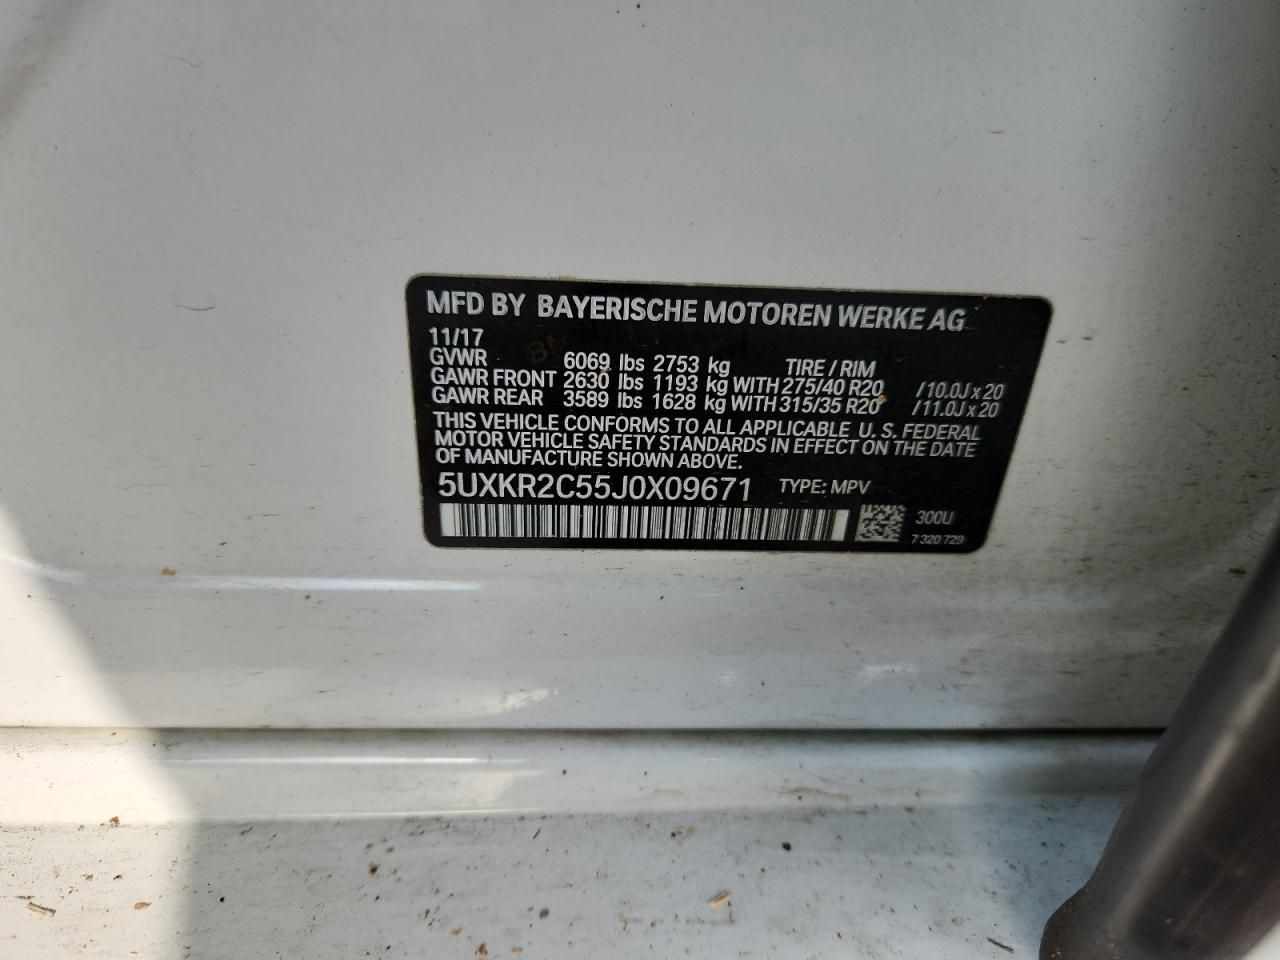 MFD BY BAYERISCHE MOTOREN WERKE AG
11/17
GVWR 6069 lbs 2753 kg TIRE / RIM
GAWR FRONT 2630 lbs 1193 kg WITH 275/40 R20 /10.0J x 20
GAWR REAR 3589 lbs 1628 kg WITH 315/35 R20 /11.0J x 20
THIS VEHICLE CONFORMS TO ALL APPLICABLE U.S. FEDERAL
MOTOR VEHICLE SAFETY STANDARDS IN EFFECT ON THE DATE
OF MANUFACTURE SHOWN ABOVE.
5UXKR2C55J0X09671 TYPE: MPV
300U
7 320 729